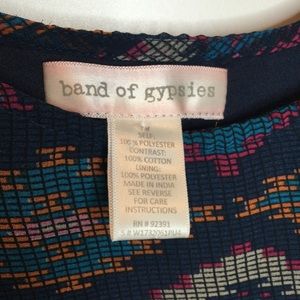 band of gypsies
SELF:
100% POLYESTER
CONTRAST:
100% COTTON
LINING:
100% POLYESTER
MADE IN INDIA
SEE REVERSE
FOR CARE
INSTRUCTIONS
RN # 92391